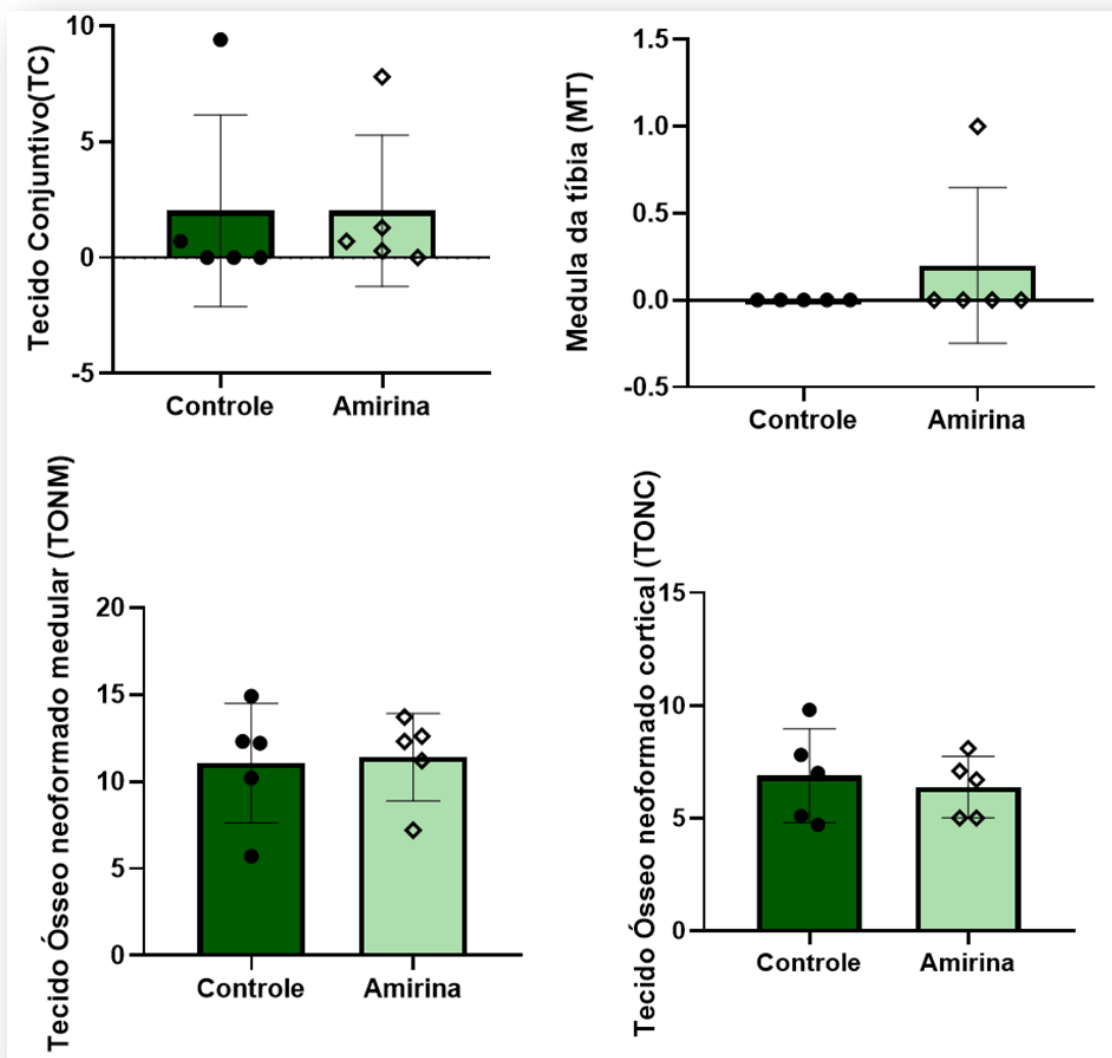 Tecido Conjuntivo(TC)
10
5
0
-5
Controle
Amirina
Medula da tíbia (MT)
1.5
1.0
0.5
0.0
-0.5
Controle
Amirina
Tecido Ósseo neoformado medular (TONM)
20
15
10
5
0
Controle
Amirina
Tecido Ósseo neoformado cortical (TONC)
15
10
5
0
Controle
Amirina